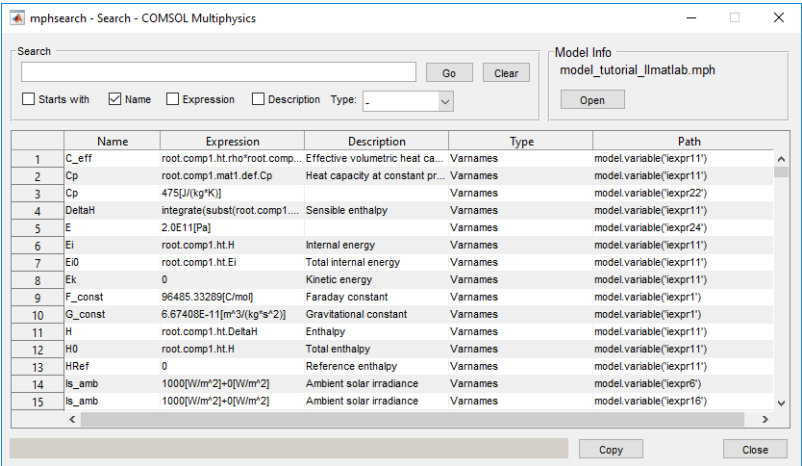 mphsearch - Search - COMSOL Multiphysics
Search
Go Clear
Starts with Name Expression Description Type: -
Model Info
model_tutorial_llmatlab.mph
Open
Name Expression Description Type Path
1 C_eff root.comp1.ht.rho*root.comp... Effective volumetric heat ca... Varnames model.variable('iexpr11')
2 Cp root.comp1.mat1.def.Cp Heat capacity at constant pr... Varnames model.variable('iexpr11')
3 Cp 475[J/(kg*K)] Varnames model.variable('iexpr22')
4 DeltaH integrate(subst(root.comp1.... Sensible enthalpy Varnames model.variable('iexpr11')
5 E 2.0E11[Pa] Varnames model.variable('iexpr24')
6 Ei root.comp1.ht.H Internal energy Varnames model.variable('iexpr11')
7 Ei0 root.comp1.ht.Ei Total internal energy Varnames model.variable('iexpr11')
8 Ek 0 Kinetic energy Varnames model.variable('iexpr11')
9 F_const 96485.33289[C/mol] Faraday constant Varnames model.variable('iexpr1')
10 G_const 6.67408E-11[m^3/(kg*s^2)] Gravitational constant Varnames model.variable('iexpr1')
11 H root.comp1.ht.DeltaH Enthalpy Varnames model.variable('iexpr11')
12 H0 root.comp1.ht.H Total enthalpy Varnames model.variable('iexpr11')
13 HRef 0 Reference enthalpy Varnames model.variable('iexpr11')
14 Is_amb 1000[W/m^2]+0[W/m^2] Ambient solar irradiance Varnames model.variable('iexpr6')
15 Is_amb 1000[W/m^2]+0[W/m^2] Ambient solar irradiance Varnames model.variable('iexpr16')
Copy Close